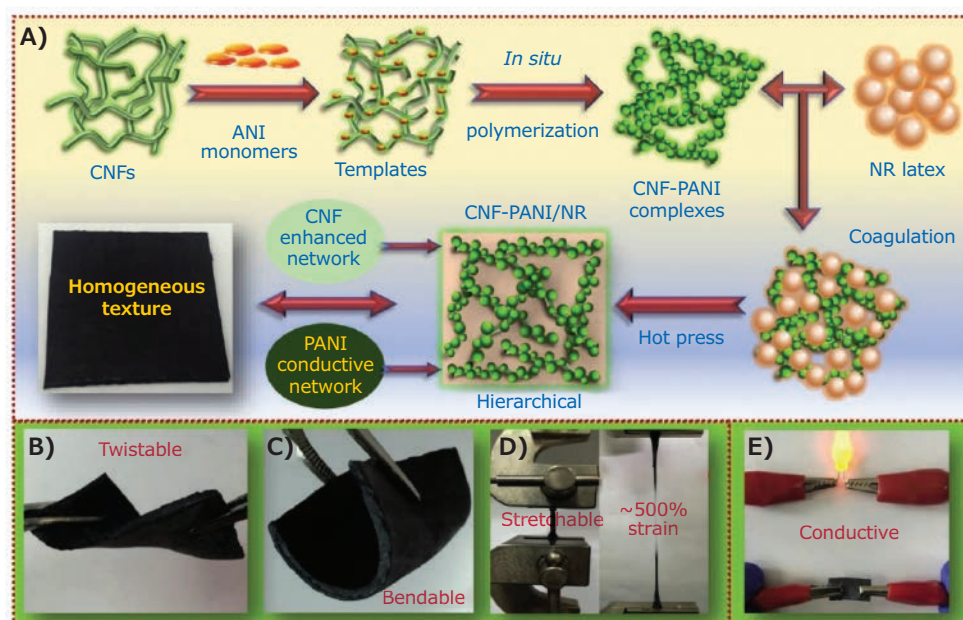 A)
CNFs
ANI
monomers
Templates
In situ
polymerization
CNF-PANI
complexes
NR latex
Coagulation
Homogeneous
texture
CNF
enhanced
network
PANI
conductive
network
CNF-PANI/NR
Hierarchical
Hot press
B)
Twistable
C)
Bendable
D)
Stretchable
~500%
strain
E)
Conductive